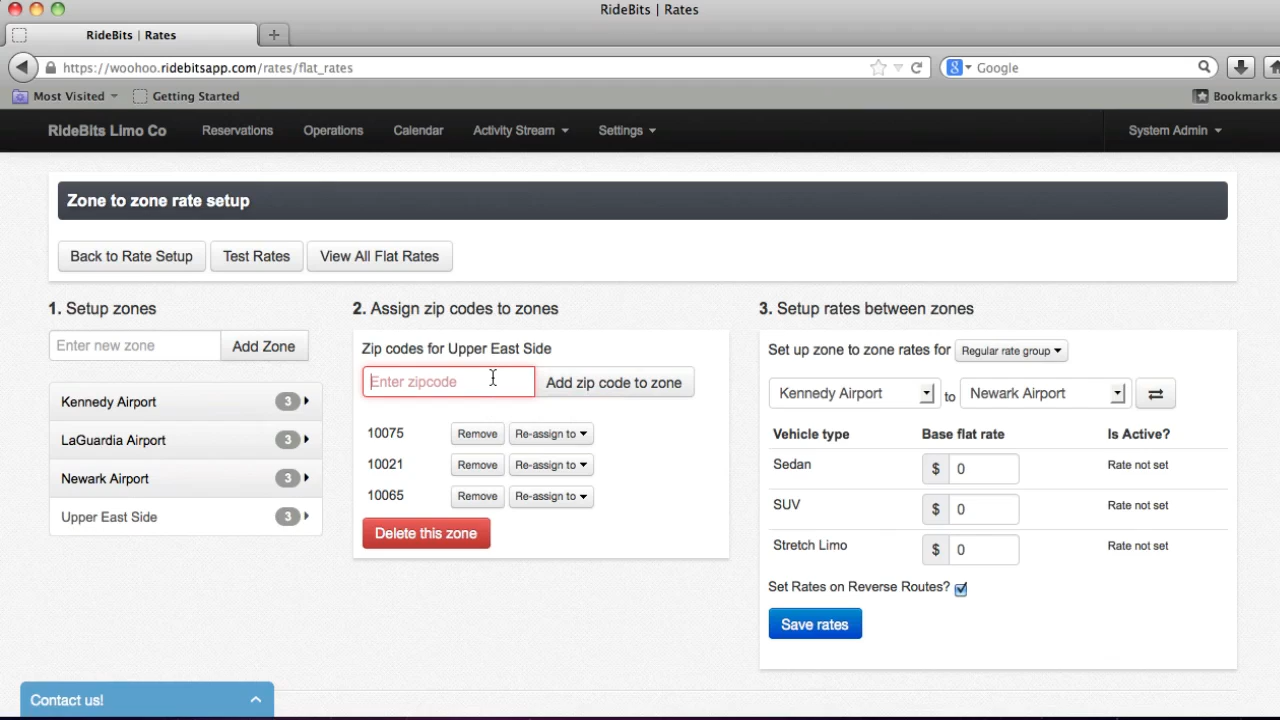 RideBits | Rates
RideBits | Rates
https://woohoo.ridebitsapp.com/rates/flat_rates
Google
Most Visited
Getting Started
Bookmarks
RideBits Limo Co
Reservations
Operations
Calendar
Activity Stream
Settings
System Admin
Zone to zone rate setup
Back to Rate Setup
Test Rates
View All Flat Rates
1. Setup zones
Enter new zone
Add Zone
Kennedy Airport 3
LaGuardia Airport 3
Newark Airport 3
Upper East Side 3
2. Assign zip codes to zones
Zip codes for Upper East Side
Enter zipcode
Add zip code to zone
10075 Remove Re-assign to
10021 Remove Re-assign to
10065 Remove Re-assign to
Delete this zone
3. Setup rates between zones
Set up zone to zone rates for Regular rate group
Kennedy Airport to Newark Airport
Vehicle type Base flat rate Is Active?
Sedan $ 0 Rate not set
SUV $ 0 Rate not set
Stretch Limo $ 0 Rate not set
Set Rates on Reverse Routes?
Save rates
Contact us!